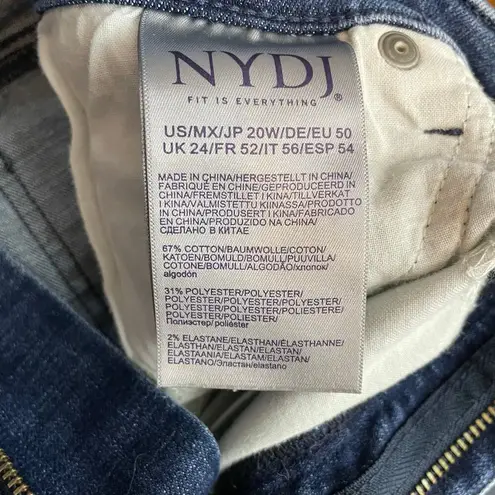 NYDJ®
FIT IS EVERYTHING
US/MX/JP 20W/DE/EU 50
UK 24/FR 52/IT 56/ESP 54
MADE IN CHINA/HERGESTELLT IN CHINA/
FABRIQUÉ EN CHINE/GEPRODUCEERD IN
CHINA/FREMSTILLET I KINA/TILLVERKAT
I KINA/VALMISTETTU KIINASSA/PRODOTTO
IN CHINA/PRODUSERT I KINA/FABRICADO
EN CHINA/PRODUZIDO NA CHINA/
СДЕЛАНО В КИТАЕ
67% COTTON/BAUMWOLLE/COTON/
KATOEN/BOMULD/BOMULL/PUUVILLA/
COTONE/BOMULL/ALGODÃO/хлопок/
algodón
31% POLYESTER/POLYESTER/
POLYESTER/POLYESTER/POLYESTER/
POLYESTER/POLYESTERI/POLIESTERE/
POLYESTER/POLIESTER/
Полиэстер/ poliéster
2% ELASTANE/ELASTHAN/ÉLASTHANNE/
ELASTHAN/ELASTAN/ELASTAN/
ELASTAANIA/ELASTAM/ELASTAN/
ELASTANO/Эластан/elastano